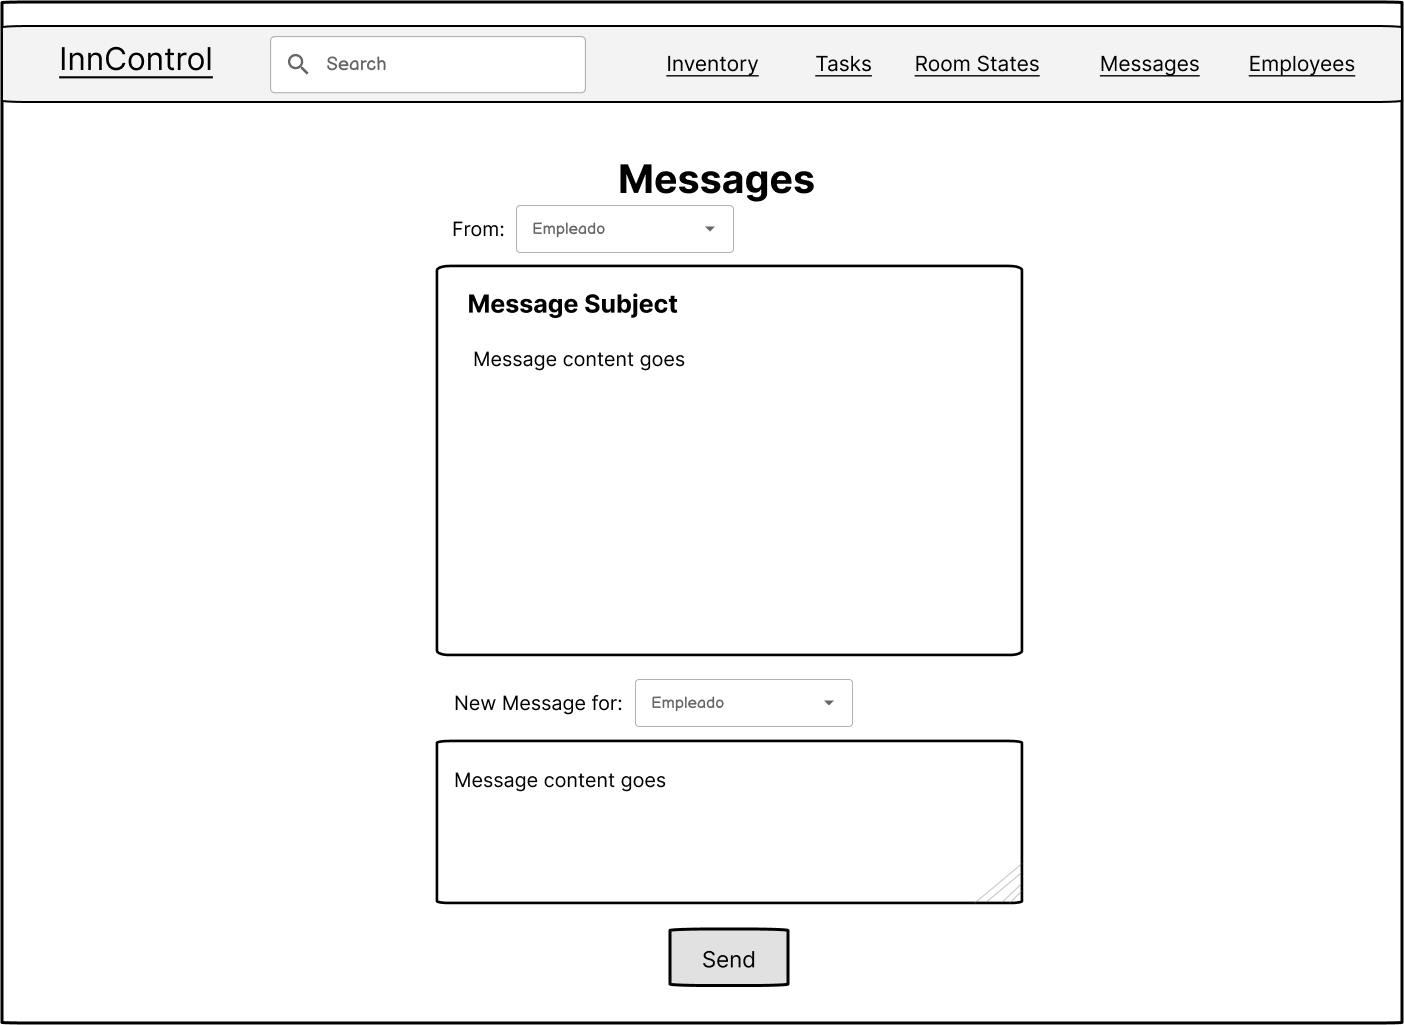 InnControl
Search
Inventory
Tasks
Room States
Messages
Employees
Messages
From:
Empleado
Message Subject
Message content goes
New Message for:
Empleado
Message content goes
Send